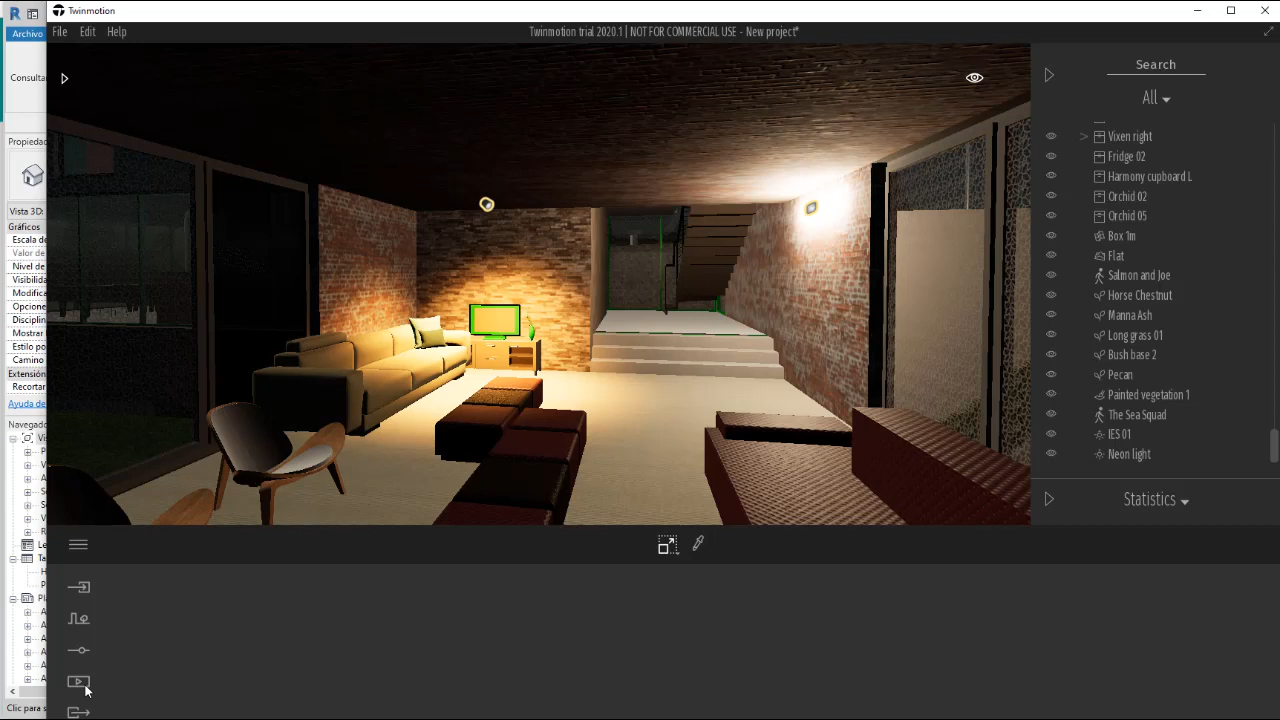 Twinmotion
File Edit Help
Twinmotion trial 2020.1 | NOT FOR COMMERCIAL USE - New project*
Archivo
Consultar
Propiedad
Vista 3D:
Gráficos
Escala de
Valor de
Nivel de
Visibilida
Modifica
Opcione
Disciplin
Mostrar
Estilo po
Camino
Extensión
Recortar
Ayuda de
Navegado
Clic para s
Search
All
Vixen right
Fridge 02
Harmony cupboard L
Orchid 02
Orchid 05
Box 1m
Flat
Salmon and Joe
Horse Chestnut
Manna Ash
Long grass 01
Bush base 2
Pecan
Painted vegetation 1
The Sea Squad
IES 01
Neon light
Statistics